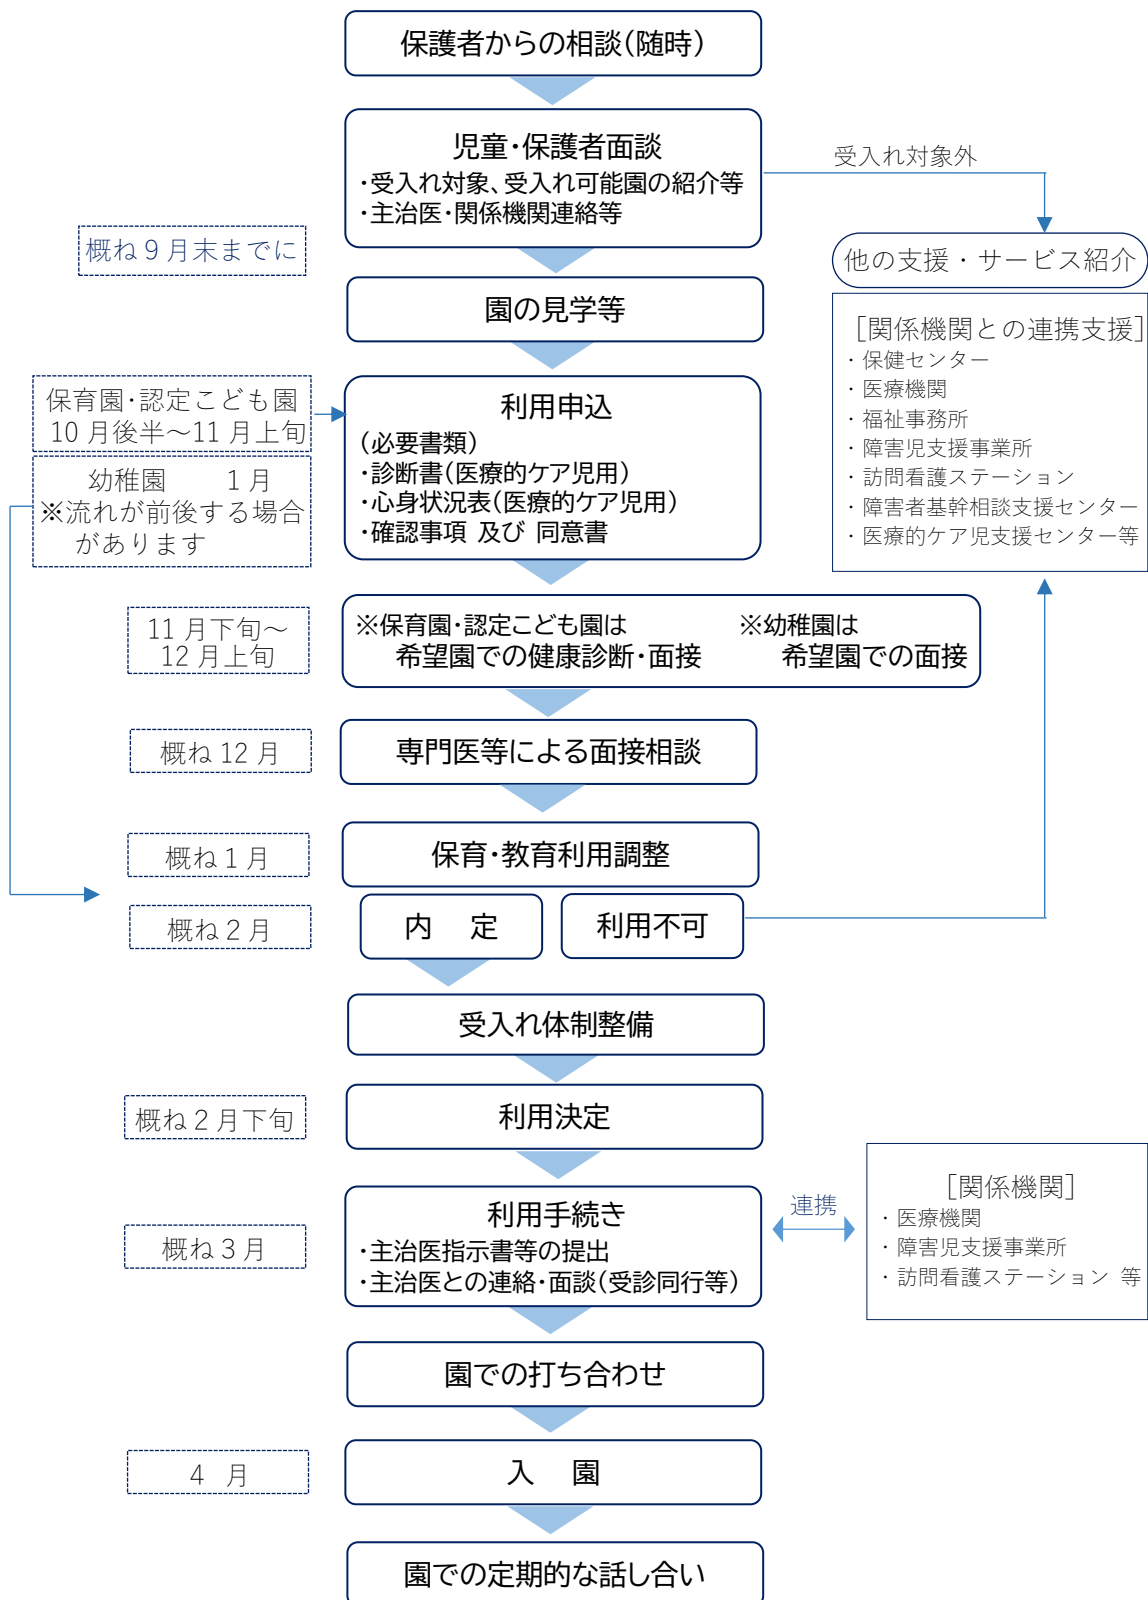 保護者からの相談(随時)
児童・保護者面談
・受入れ対象、受入れ可能園の紹介等
・主治医・関係機関連絡等
受入れ対象外
概ね9月末までに
他の支援・サービス紹介
園の見学等
[関係機関との連携支援]
・保健センター
・医療機関
・福祉事務所
・障害児支援事業所
・訪問看護ステーション
・障害者基幹相談支援センター
・医療的ケア児支援センター等
保育園・認定こども園
10月後半～11月上旬
幼稚園 1月
※流れが前後する場合
があります
利用申込
(必要書類)
・診断書(医療的ケア児用)
・心身状況表(医療的ケア児用)
・確認事項 及び 同意書
11月下旬～
12月上旬
※保育園・認定こども園は ※幼稚園は
希望園での健康診断・面接 希望園での面接
概ね12月
専門医等による面接相談
概ね1月
保育・教育利用調整
概ね2月
内 定
利用不可
受入れ体制整備
概ね2月下旬
利用決定
概ね3月
利用手続き
・主治医指示書等の提出
・主治医との連絡・面談(受診同行等)
連携
[関係機関]
・医療機関
・障害児支援事業所
・訪問看護ステーション 等
園での打ち合わせ
4 月
入 園
園での定期的な話し合い